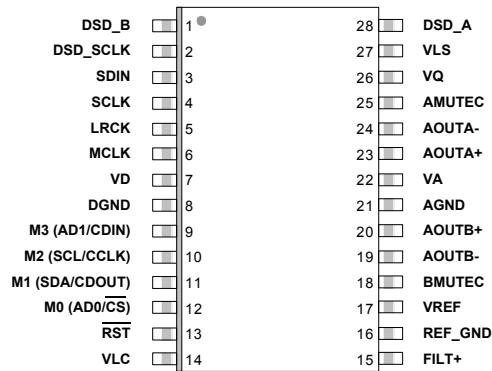 DSD_B 1 28 DSD_A
DSD_SCLK 2 27 VLS
SDIN 3 26 VQ
SCLK 4 25 AMUTEC
LRCK 5 24 AOUTA-
MCLK 6 23 AOUTA+
VD 7 22 VA
DGND 8 21 AGND
M3 (AD1/CDIN) 9 20 AOUTB+
M2 (SCL/CCLK) 10 19 AOUTB-
M1 (SDA/CDOUT) 11 18 BMUTEC
M0 (AD0/C̅S̅) 12 17 VREF
R̅S̅T̅ 13 16 REF_GND
VLC 14 15 FILT+